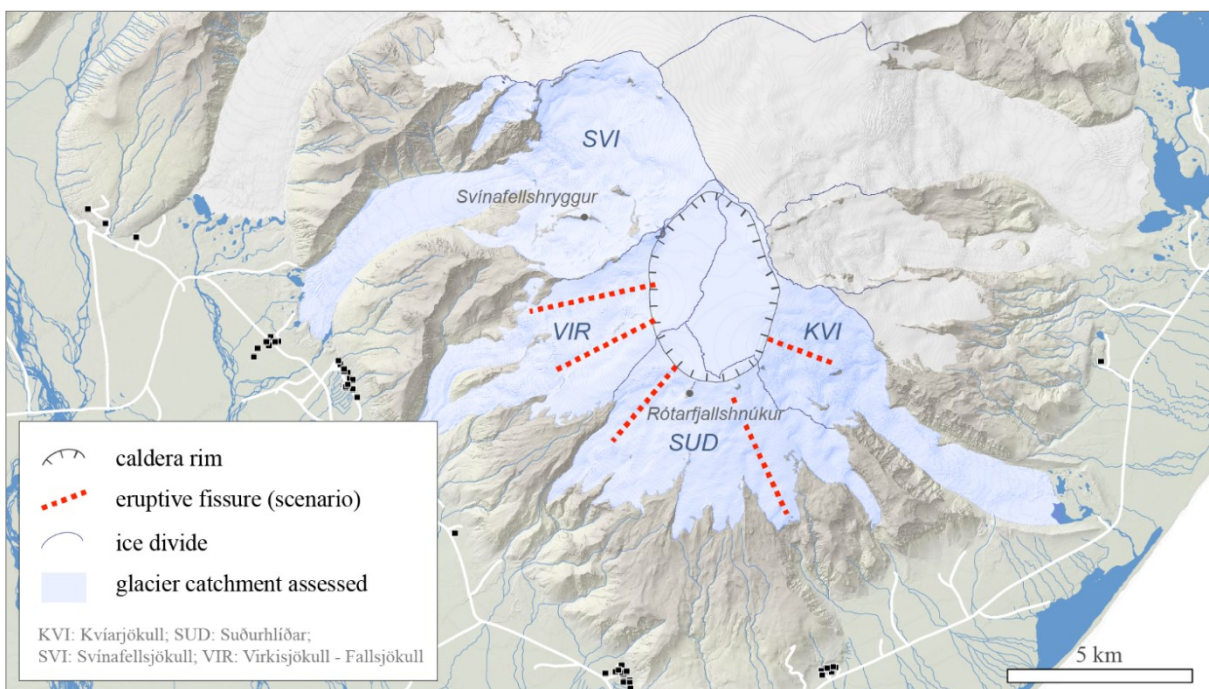 SVI
Svínafellshryggur
VIR
KVI
Rótarfjallshnúkur
SUD
caldera rim
eruptive fissure (scenario)
ice divide
glacier catchment assessed
KVI: Kvíarjökull; SUD: Suðurhlíðar;
SVI: Svínafellsjökull; VIR: Virkisjökull - Fallsjökull
5 km